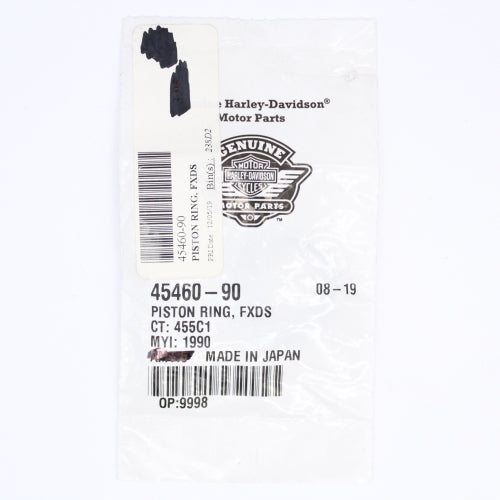 Harley-Davidson®
Motor Parts
GENUINE
MOTOR
HARLEY-DAVIDSON
CYCLES
MOTOR PARTS
45460-90
PISTON RING, FXDS
Bin(s): 23SD2
45460-90
08-19
PISTON RING, FXDS
CT: 455C1
MYI: 1990
MADE IN JAPAN
OP:9998